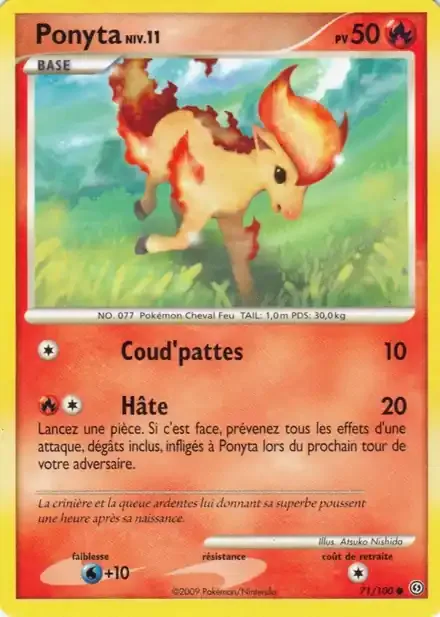 Ponyta NIV.11 PV 50
BASE
NO. 077 Pokémon Cheval Feu TAIL: 1,0m PDS: 30,0kg
Coud'pattes 10
Hâte 20
Lancez une pièce. Si c'est face, prévenez tous les effets d'une
attaque, dégâts inclus, infligés à Ponyta lors du prochain tour de
votre adversaire.
La crinière et la queue ardentes lui donnant sa superbe poussent
une heure après sa naissance.
Illus. Atsuko Nishida
faiblesse résistance coût de retraite
+10
©2009 Pokémon/Nintendo 71/100